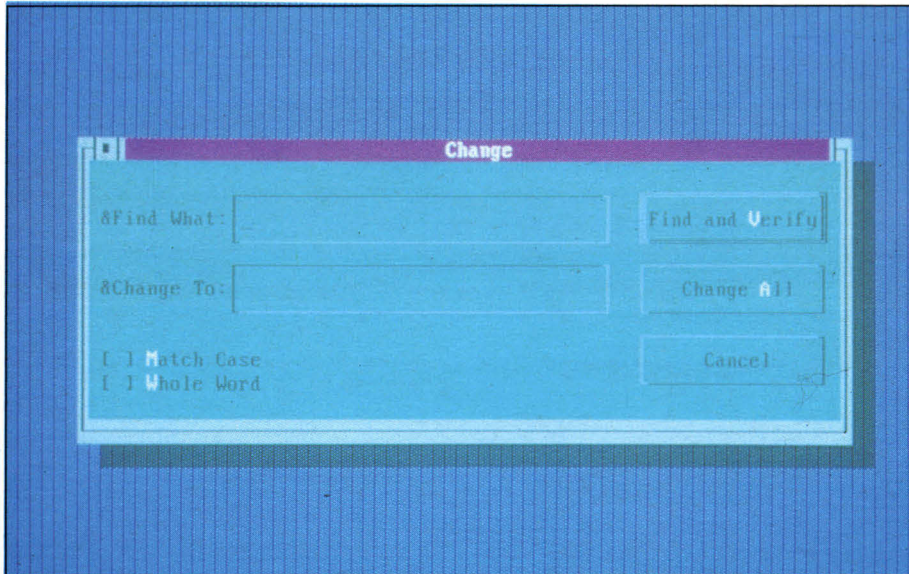 Change
&Find What:
Find and Verify
&Change To:
Change All
[ ] Match Case
[ ] Whole Word
Cancel